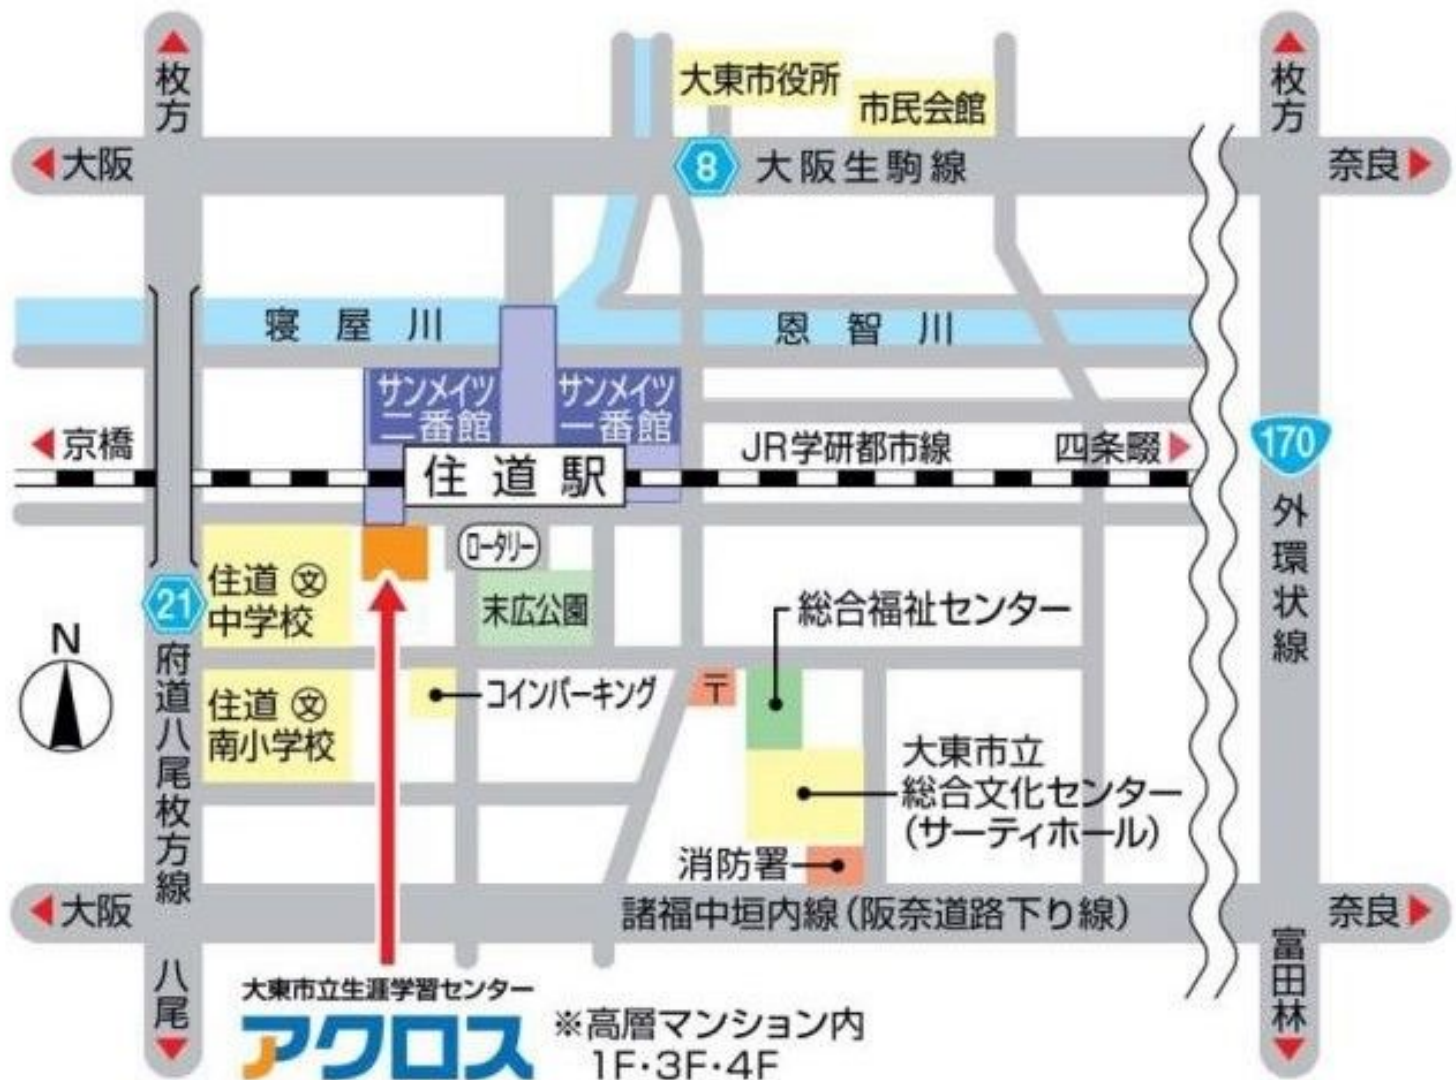 枚方
枚方
大東市役所
市民会館
大阪
8
大阪生駒線
奈良
寝屋川
恩智川
サンメイツ
二番館
サンメイツ
一番館
京橋
JR学研都市線
四条畷
170
住道駅
外環状線
ロータリー
住道 文
中学校
末広公園
21
総合福祉センター
N
府道八尾枚方線
住道 文
南小学校
コインパーキング
〒
大東市立
総合文化センター
(サーティホール)
消防署
大阪
諸福中垣内線(阪奈道路下り線)
奈良
八尾
富田林
大東市立生涯学習センター
アクロス
※高層マンション内
1F・3F・4F